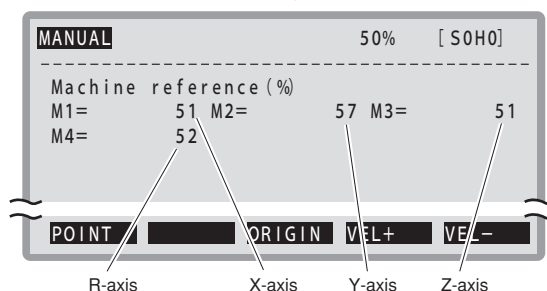 MANUAL 50% [S0H0]
Machine reference(%)
M1= 51 M2= 57 M3= 51
M4= 52
POINT ORIGIN VEL+ VEL−
R-axis X-axis Y-axis Z-axis